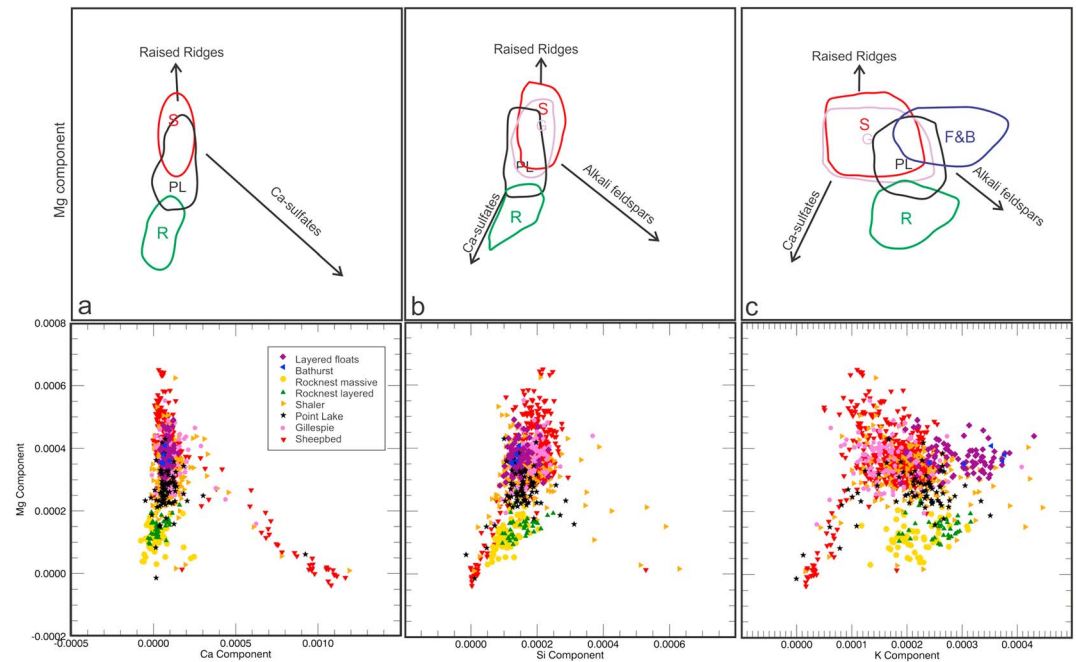 Raised Ridges
S
PL
R
Ca-sulfates
a
Mg component
Raised Ridges
S
G
PL
R
Ca-sulfates
Alkali feldspars
b
Raised Ridges
S
G
F&B
PL
R
Ca-sulfates
Alkali feldspars
c
0.0008
0.0006
0.0004
0.0002
0.0000
-0.0002
Mg Component
Layered floats
Bathurst
Rocknest massive
Rocknest layered
Shaler
Point Lake
Gillespie
Sheepbed
-0.0005 0.0000 0.0005 0.0010
Ca Component
0.0000 0.0002 0.0004 0.0006
Si Component
0.0000 0.0001 0.0002 0.0003 0.0004
K Component